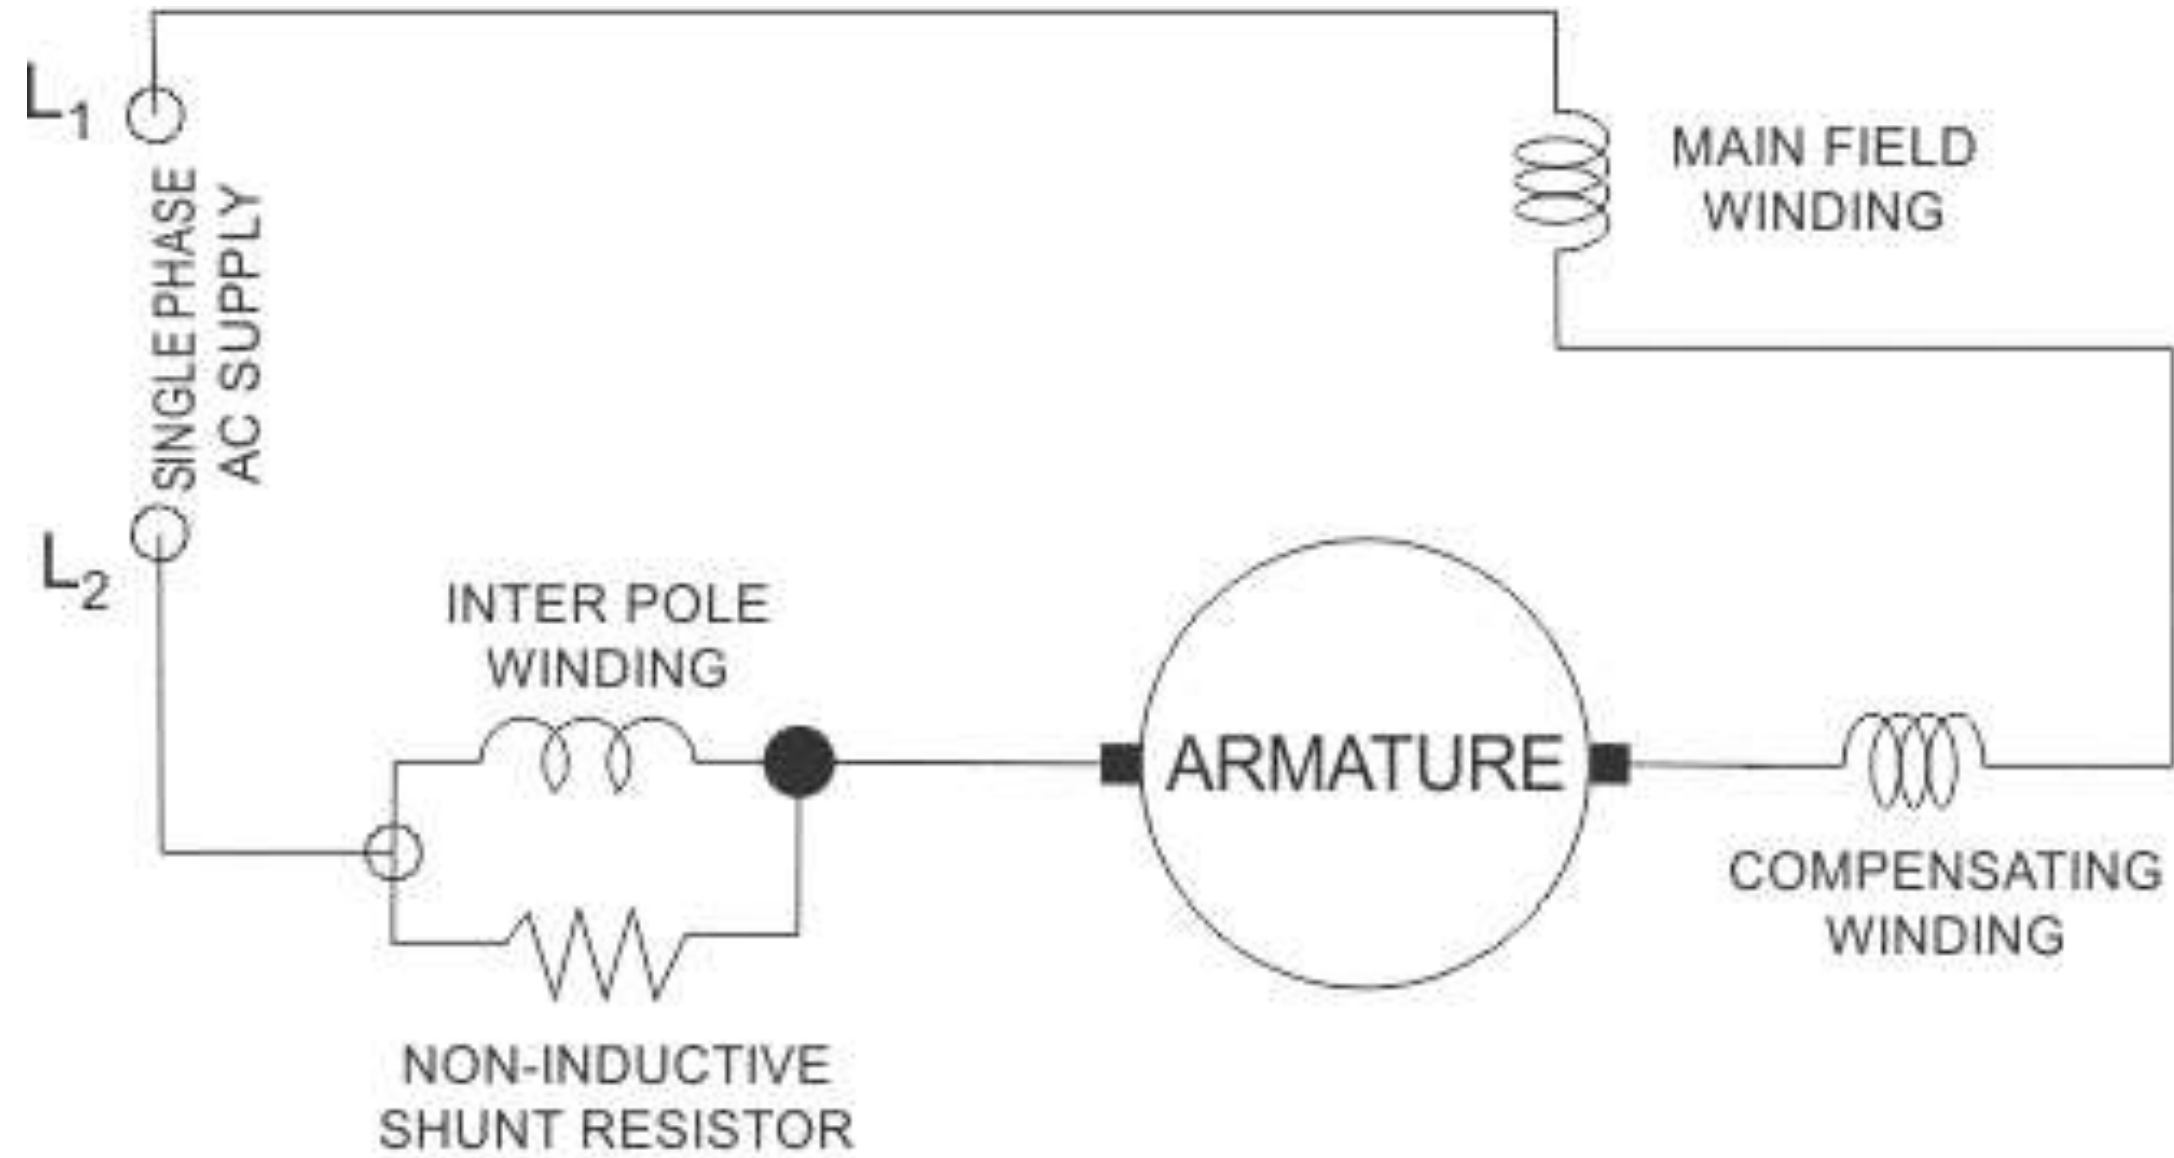 L1
SINGLE PHASE
AC SUPPLY
L2
MAIN FIELD
WINDING
INTER POLE
WINDING
ARMATURE
COMPENSATING
WINDING
NON-INDUCTIVE
SHUNT RESISTOR